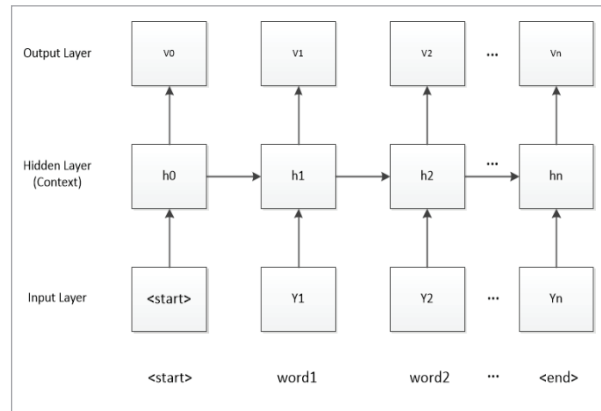 Output Layer V0 V1 V2 ... Vn
Hidden Layer
(Context)
h0 h1 h2 ... hn
Input Layer <start> Y1 Y2 ... Yn
<start> word1 word2 ... <end>